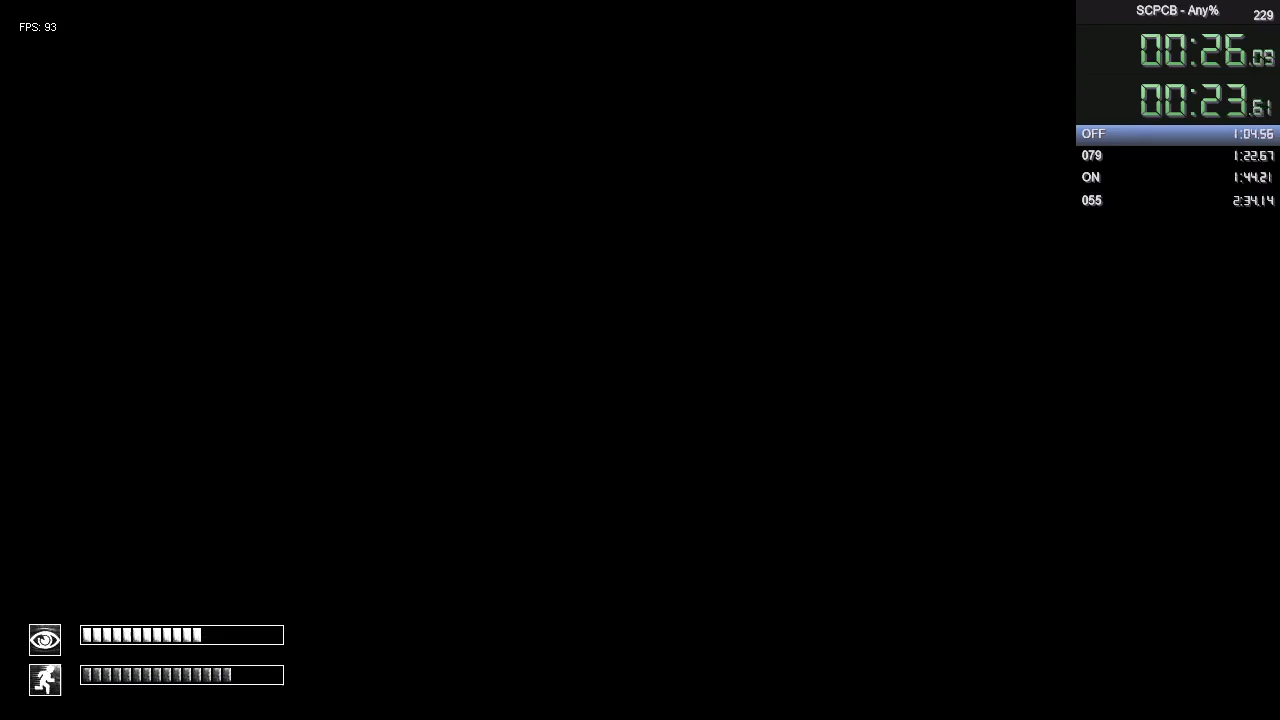 FPS: 93
SCPCB - Any%
229
00:26.09
00:23.61
OFF 1:04.56
079 1:22.67
ON 1:44.21
055 2:34.14